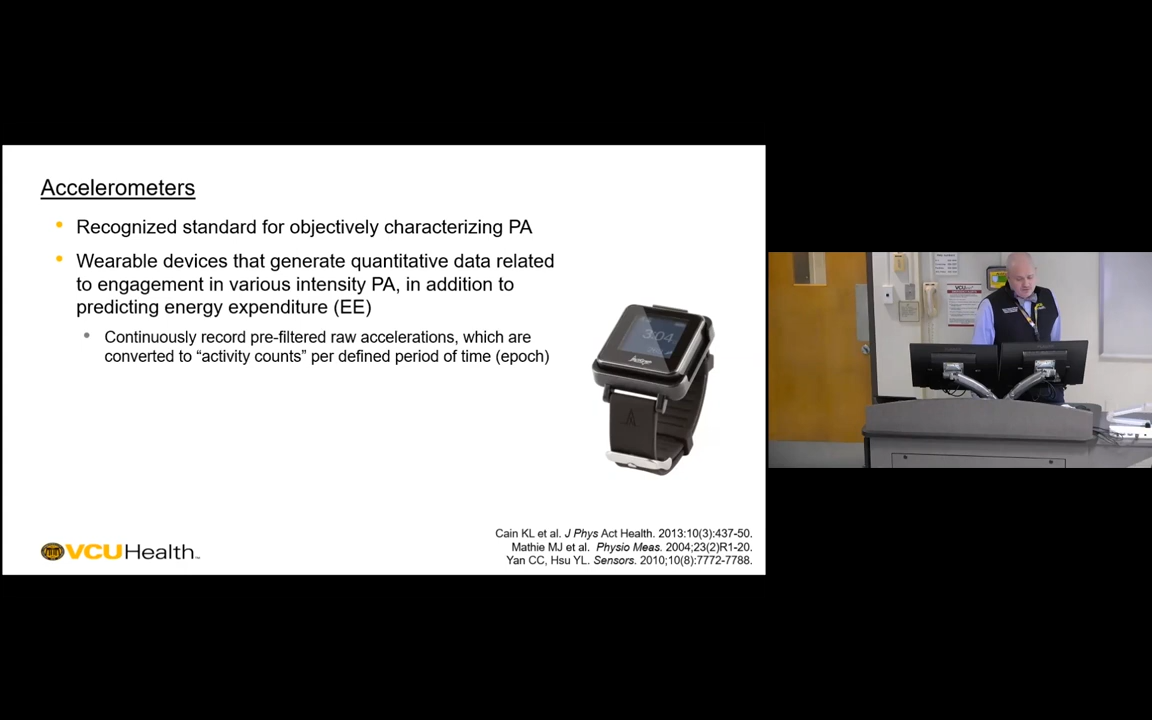 Accelerometers
• Recognized standard for objectively characterizing PA
• Wearable devices that generate quantitative data related
to engagement in various intensity PA, in addition to
predicting energy expenditure (EE)
• Continuously record pre-filtered raw accelerations, which are
converted to “activity counts” per defined period of time (epoch)
3:04
Cain KL et al. J Phys Act Health. 2013:10(3):437-50.
Mathie MJ et al. Physio Meas. 2004;23(2)R1-20.
Yan CC, Hsu YL. Sensors. 2010;10(8):7772-7788.
VCUHealth™
VCU